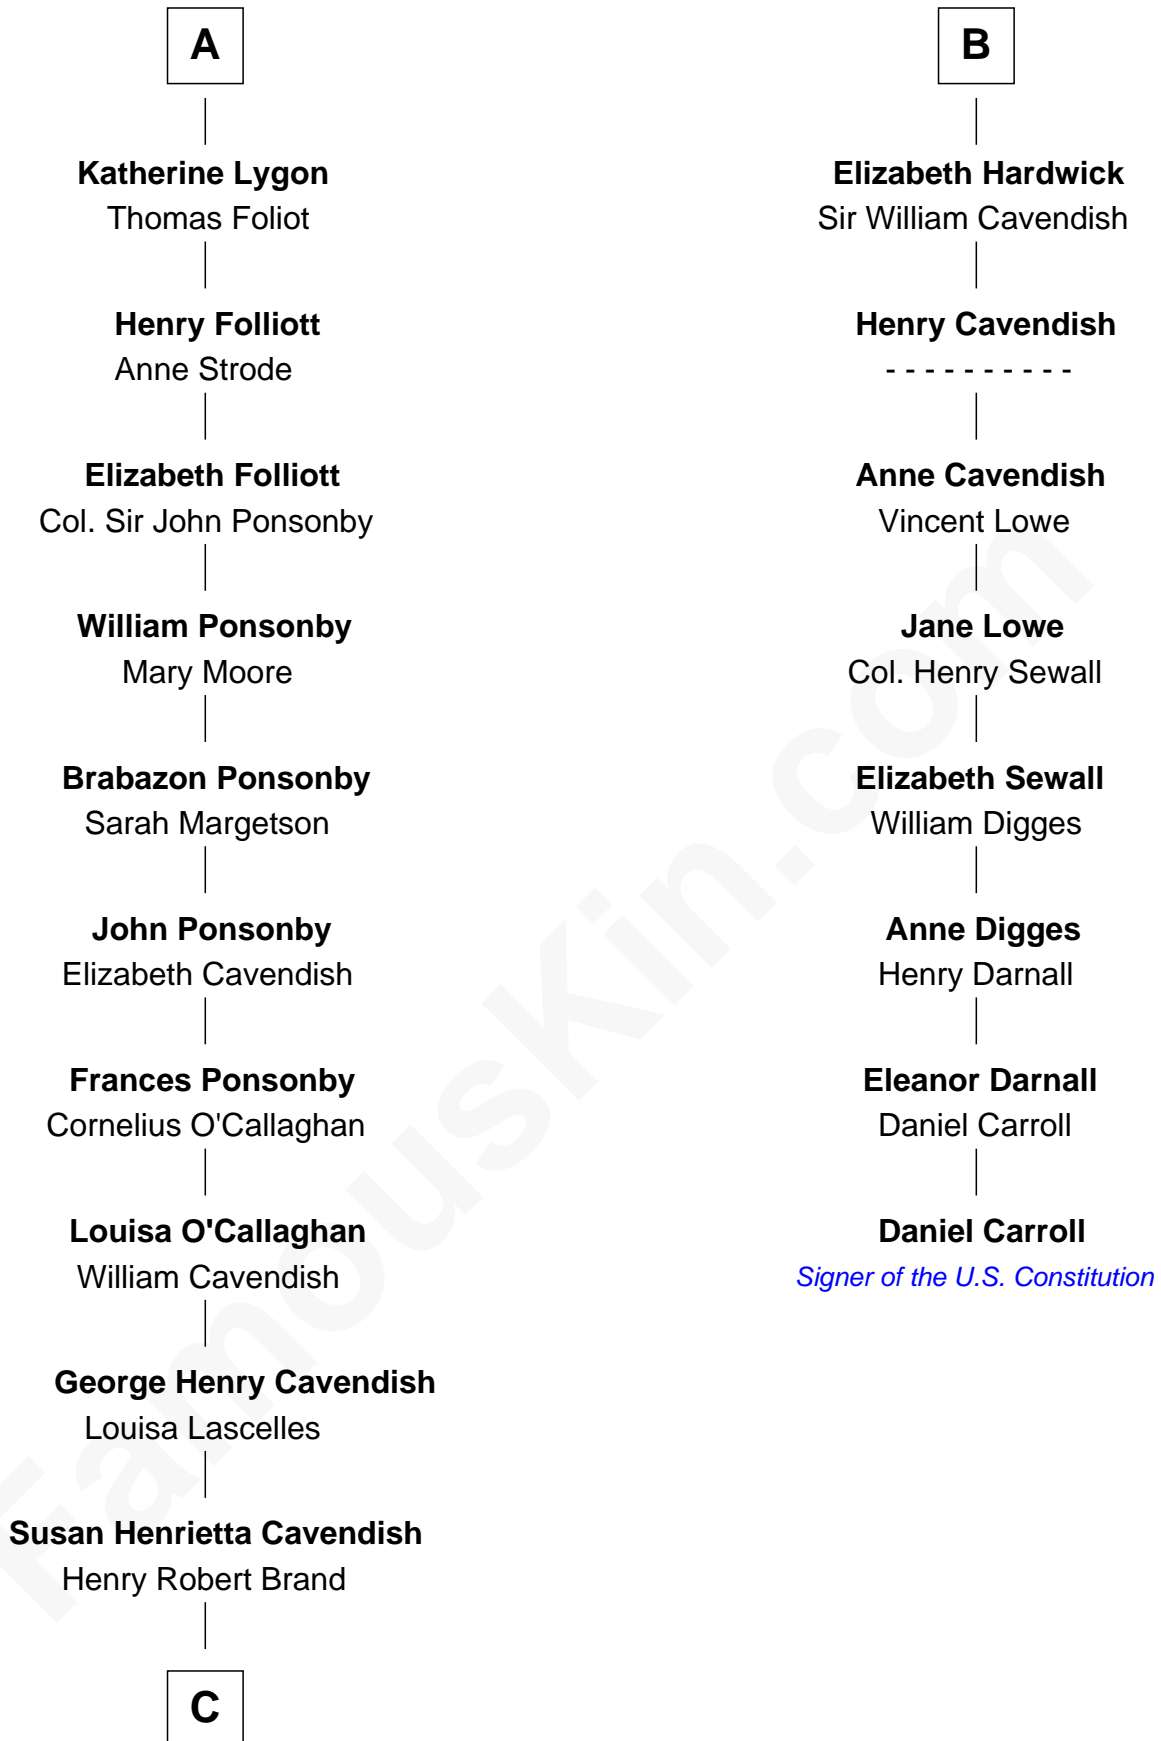 A
Katherine Lygon
Thomas Foliot
Henry Folliott
Anne Strode
Elizabeth Folliott
Col. Sir John Ponsonby
William Ponsonby
Mary Moore
Brabazon Ponsonby
Sarah Margetson
John Ponsonby
Elizabeth Cavendish
Frances Ponsonby
Cornelius O'Callaghan
Louisa O'Callaghan
William Cavendish
George Henry Cavendish
Louisa Lascelles
Susan Henrietta Cavendish
Henry Robert Brand
C
B
Elizabeth Hardwick
Sir William Cavendish
Henry Cavendish
- - - - - - - - - -
Anne Cavendish
Vincent Lowe
Jane Lowe
Col. Henry Sewall
Elizabeth Sewall
William Digges
Anne Digges
Henry Darnall
Eleanor Darnall
Daniel Carroll
Daniel Carroll
Signer of the U.S. Constitution
FamousKin.com